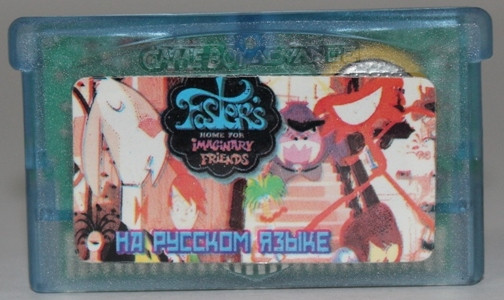 GAME BOY ADVANCE
Foster's
HOME FOR
IMAGINARY
FRIENDS
НА РУССКОМ ЯЗЫКЕ